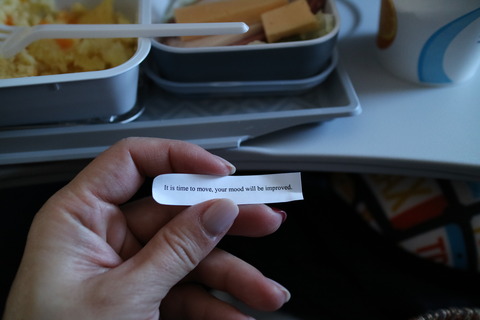 It is time to move, your mood will be improved.